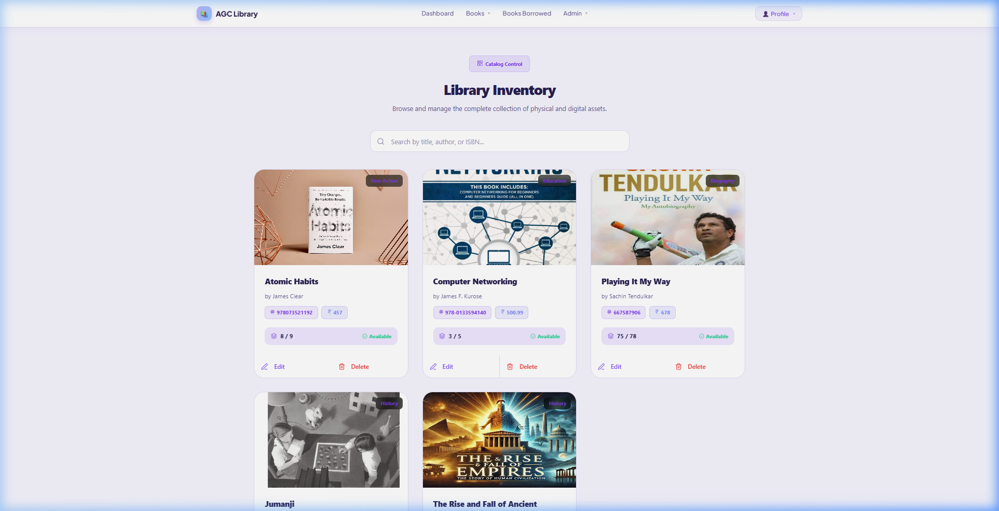 AGC Library
Dashboard
Books
Books Borrowed
Admin
Profile
Catalog Control
Library Inventory
Browse and manage the complete collection of physical and digital assets.
Search by title, author, or ISBN...
Non-fiction
Tiny Changes,
Remarkable Results
Atomic
Habits
James Clear
Atomic Habits
by James Clear
# 978073521192
₹ 457
8 / 9
Available
Edit
Delete
NETWORKING
Education
THIS BOOK INCLUDES:
COMPUTER NETWORKING FOR BEGINNERS
AND BEGINNERS GUIDE (ALL IN ONE)
Computer Networking
by James F. Kurose
# 978-0133594140
₹ 500.99
3 / 5
Available
Edit
Delete
SACHIN
TENDULKAR
Biography
Playing It My Way
My Autobiography
Playing It My Way
by Sachin Tendulkar
# 667587906
₹ 678
75 / 78
Available
Edit
Delete
History
Jumanji
History
THE & RISE
& FALL OF
EMPIRES
THE STORY OF HUMAN CIVILIZATION
The Rise and Fall of Ancient